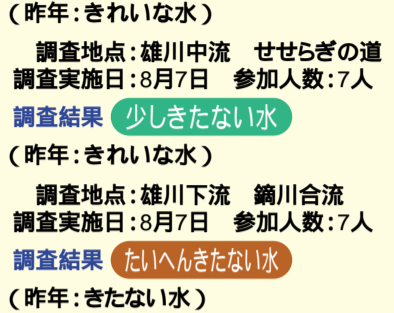 (昨年:きれいな水)
調査地点:雄川中流 せせらぎの道
調査実施日:8月7日 参加人数:7人
調査結果 少しきたない水
(昨年:きれいな水)
調査地点:雄川下流 鏑川合流
調査実施日:8月7日 参加人数:7人
調査結果 たいへんきたない水
(昨年:きたない水)